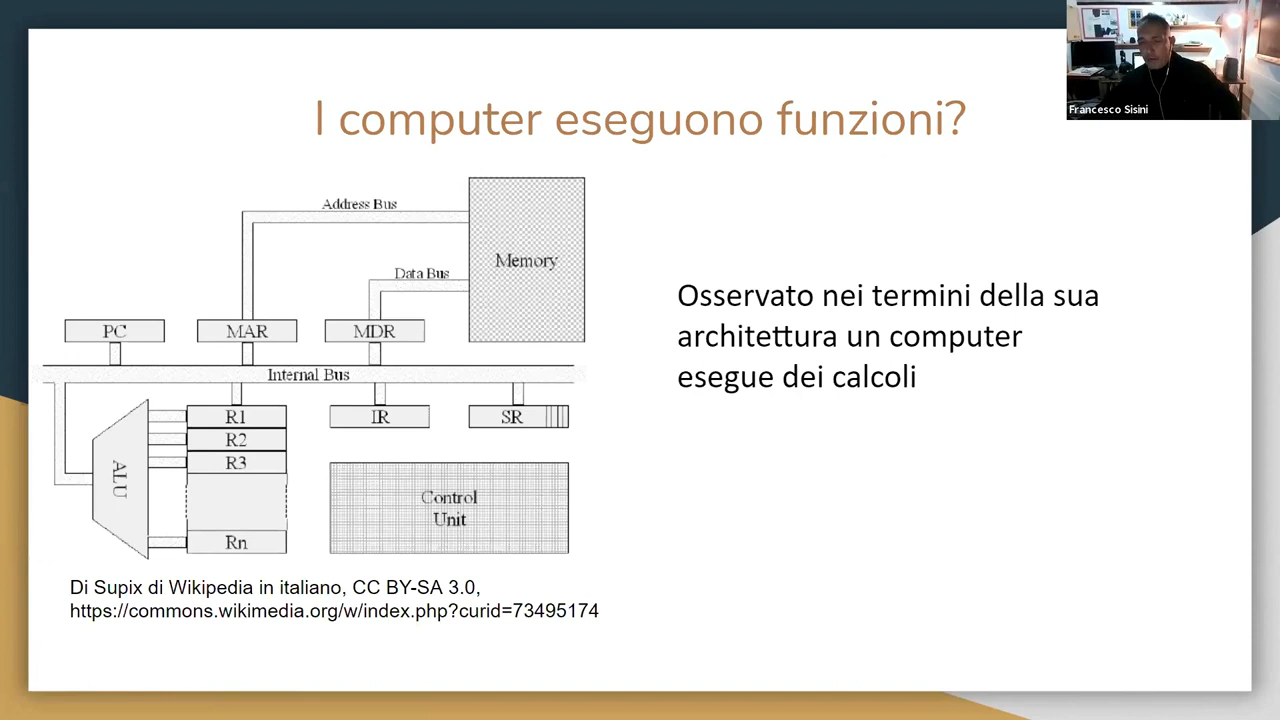 Francesco Sisini
I computer eseguono funzioni?
Address Bus
Memory
Data Bus
PC
MAR
MDR
Internal Bus
R1
IR
SR
R2
R3
ALU
Control
Unit
Rn
Osservato nei termini della sua
architettura un computer
esegue dei calcoli
Di Supix di Wikipedia in italiano, CC BY-SA 3.0,
https://commons.wikimedia.org/w/index.php?curid=73495174